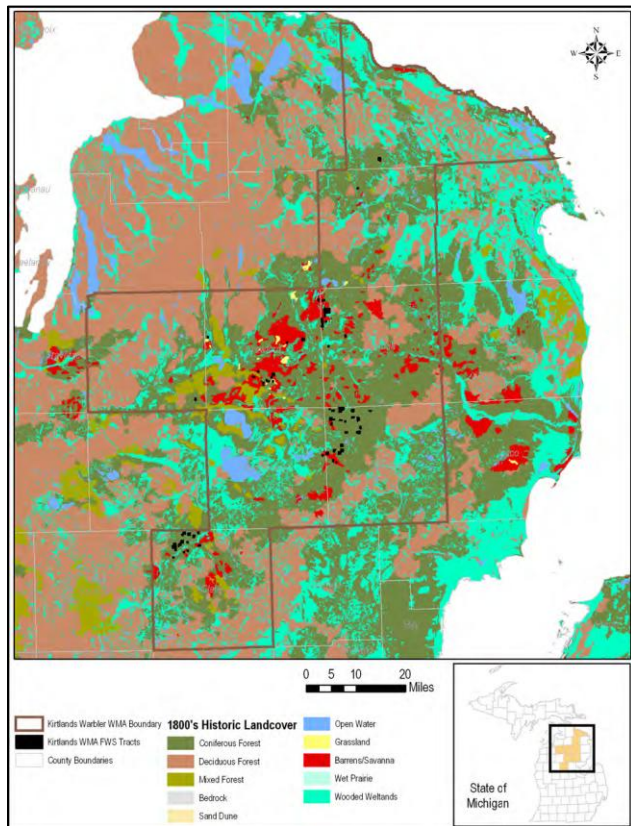 N
W E
S
0 5 10 20
Miles
Kirtlands Warbler WMA Boundary
Kirtlands WMA FWS Tracts
County Boundaries
1800's Historic Landcover
Coniferous Forest
Deciduous Forest
Mixed Forest
Bedrock
Sand Dune
Open Water
Grassland
Barrens/Savanna
Wet Prairie
Wooded Weltands
State of
Michigan